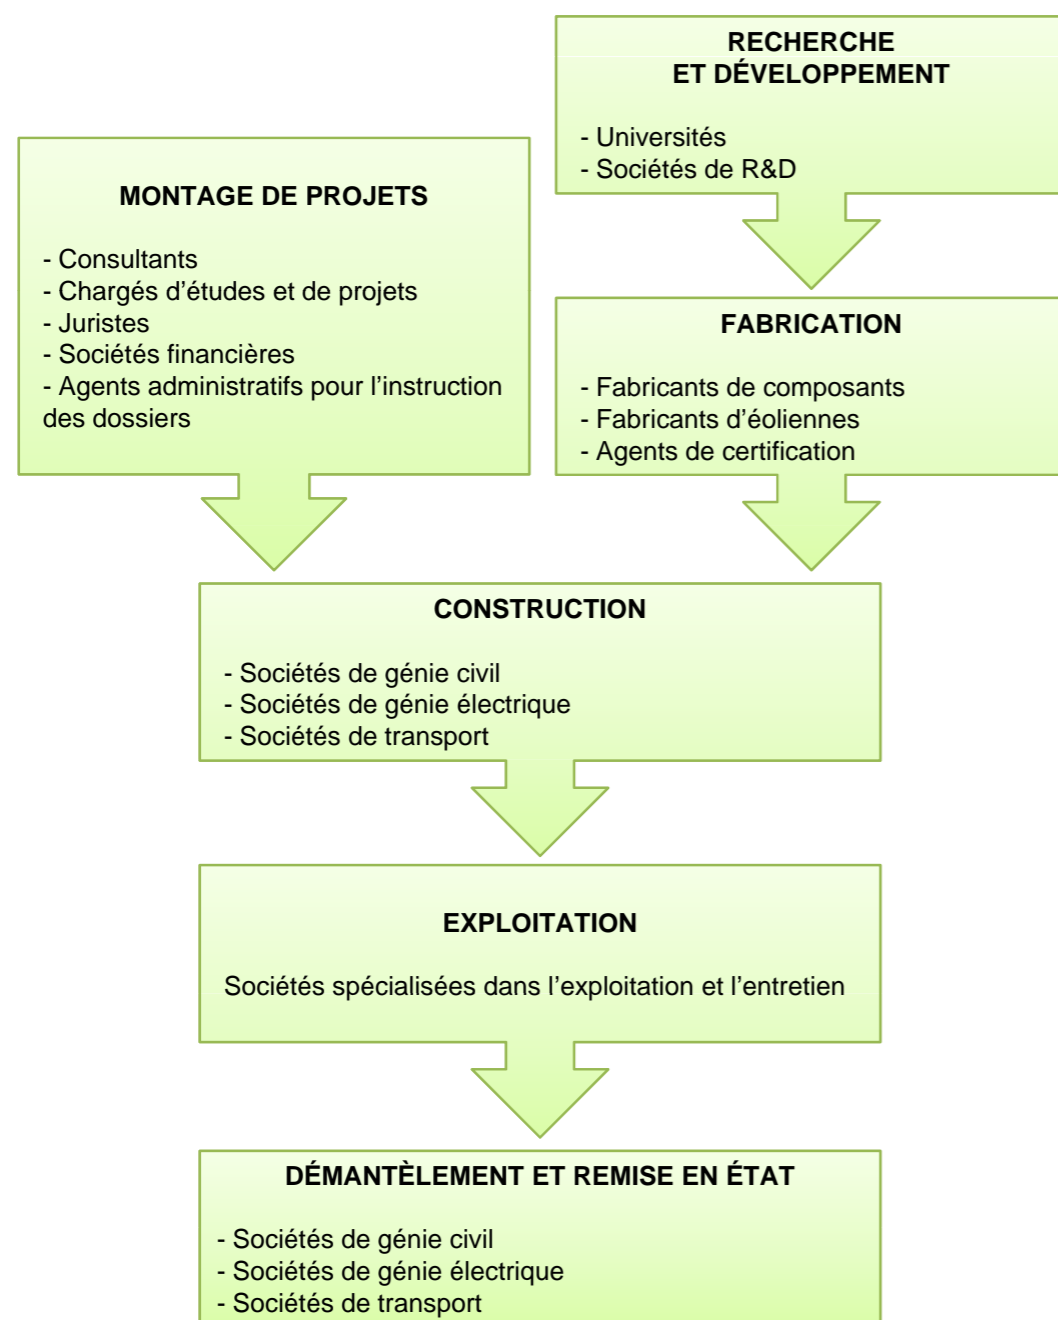 RECHERCHE
ET DÉVELOPPEMENT
- Universités
- Sociétés de R&D
MONTAGE DE PROJETS
- Consultants
- Chargés d’études et de projets
- Juristes
- Sociétés financières
- Agents administratifs pour l’instruction
des dossiers
FABRICATION
- Fabricants de composants
- Fabricants d’éoliennes
- Agents de certification
CONSTRUCTION
- Sociétés de génie civil
- Sociétés de génie électrique
- Sociétés de transport
EXPLOITATION
Sociétés spécialisées dans l’exploitation et l’entretien
DÉMANTÈLEMENT ET REMISE EN ÉTAT
- Sociétés de génie civil
- Sociétés de génie électrique
- Sociétés de transport